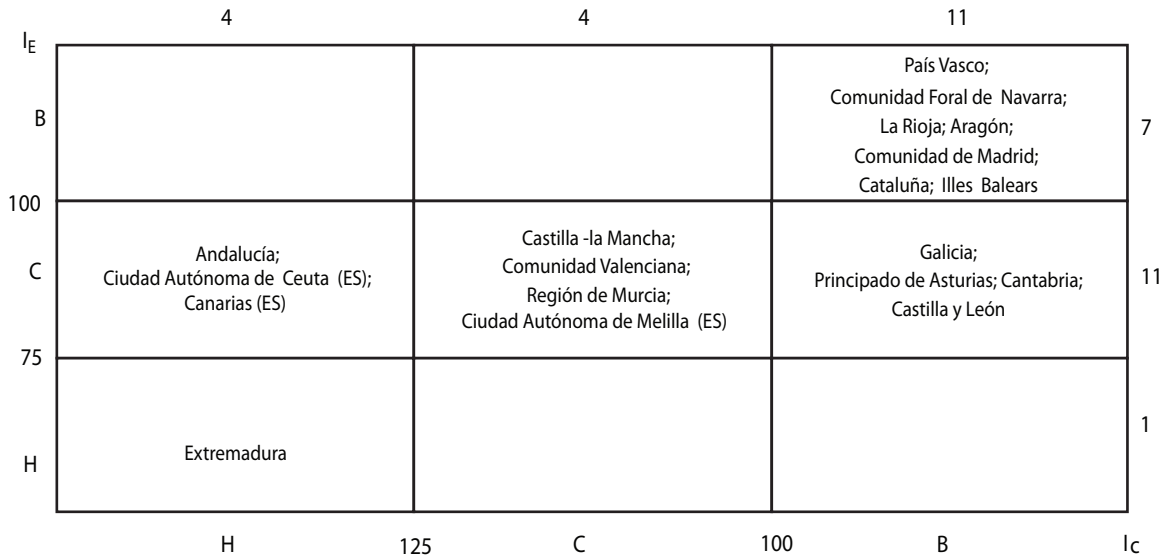 4 4 11
IE
B
País Vasco;
Comunidad Foral de Navarra;
La Rioja; Aragón;
Comunidad de Madrid;
Cataluña; Illes Balears
7
100
C
Andalucía;
Ciudad Autónoma de Ceuta (ES);
Canarias (ES)
Castilla -la Mancha;
Comunidad Valenciana;
Región de Murcia;
Ciudad Autónoma de Melilla (ES)
Galicia;
Principado de Asturias; Cantabria;
Castilla y León
11
75
H
Extremadura
1
H 125 C 100 B Ic